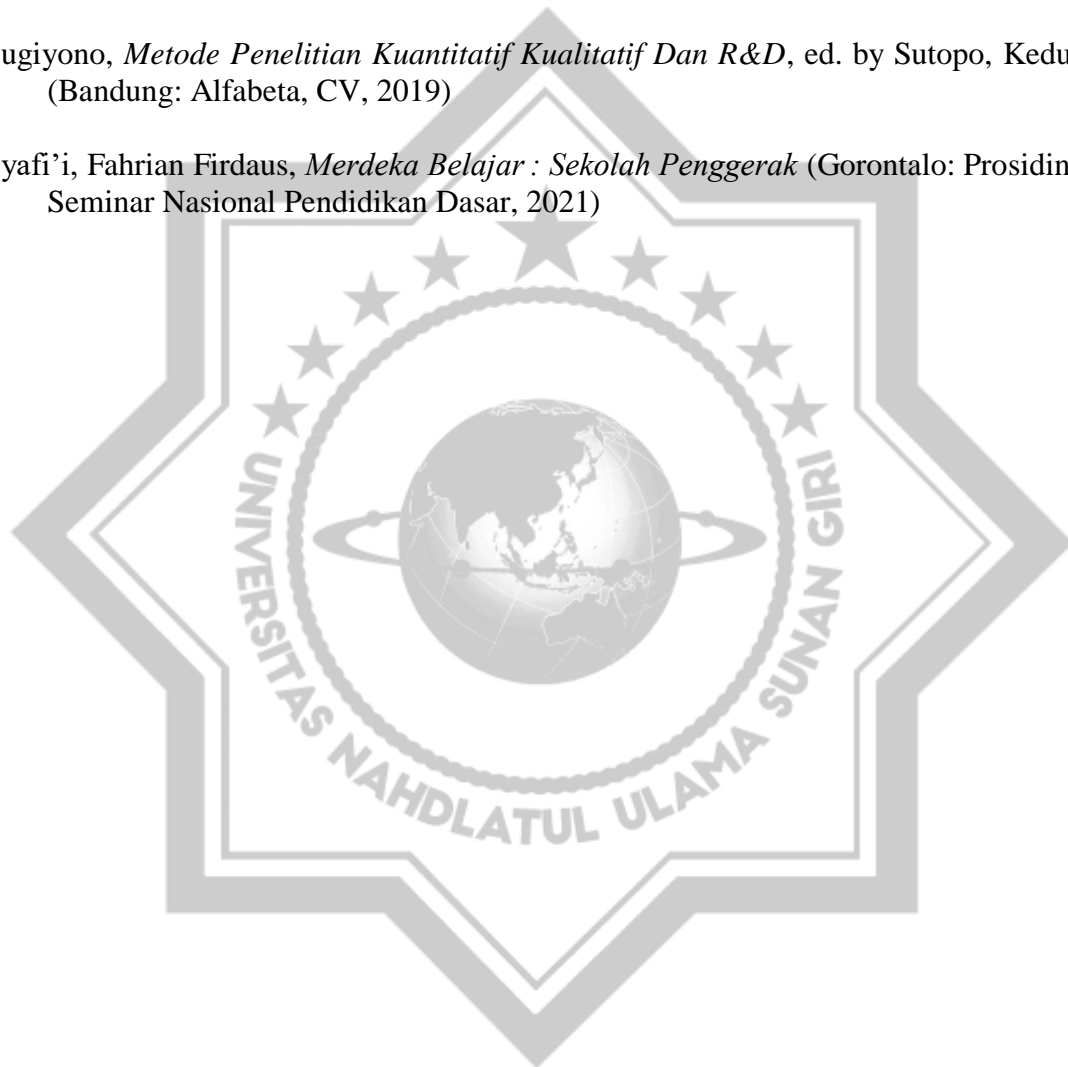 ugiyono, Metode Penelitian Kuantitatif Kualitatif Dan R&D, ed. by Sutopo, Kedu
(Bandung: Alfabeta, CV, 2019)
yafi’i, Fahrian Firdaus, Merdeka Belajar : Sekolah Penggerak (Gorontalo: Prosidin
Seminar Nasional Pendidikan Dasar, 2021)
UNIVERSITAS NAHDLATUL ULAMA SUNAN GIRI